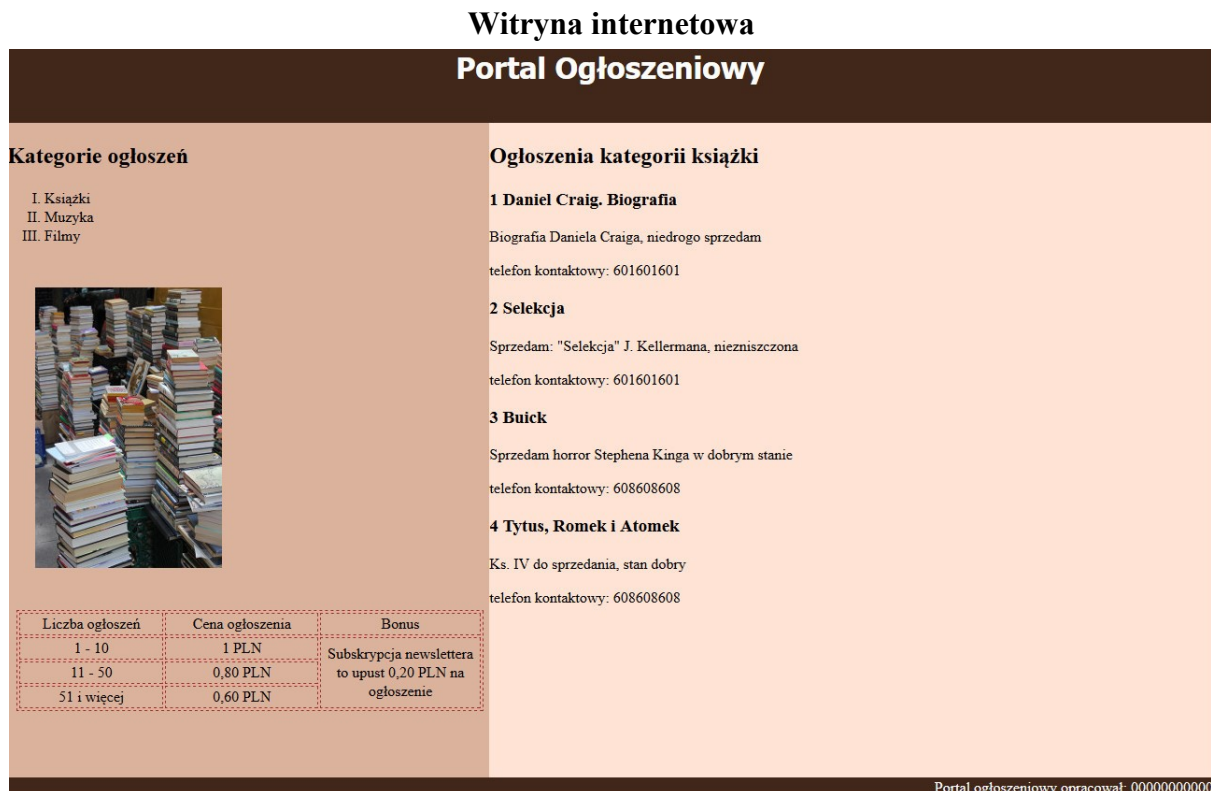 Witryna internetowa
Portal Ogłoszeniowy
Kategorie ogłoszeń
I. Książki
II. Muzyka
III. Filmy
Liczba ogłoszeń Cena ogłoszenia Bonus
1 - 10 1 PLN
11 - 50 0,80 PLN
51 i więcej 0,60 PLN
Subskrypcja newslettera
to upust 0,20 PLN na
ogłoszenie
Ogłoszenia kategorii książki
1 Daniel Craig. Biografia
Biografia Daniela Craiga, niedrogo sprzedam
telefon kontaktowy: 601601601
2 Selekcja
Sprzedam: "Selekcja" J. Kellermana, niezniszczona
telefon kontaktowy: 601601601
3 Buick
Sprzedam horror Stephena Kinga w dobrym stanie
telefon kontaktowy: 608608608
4 Tytus, Romek i Atomek
Ks. IV do sprzedania, stan dobry
telefon kontaktowy: 608608608
Portal ogłoszeniowy opracował: 00000000000